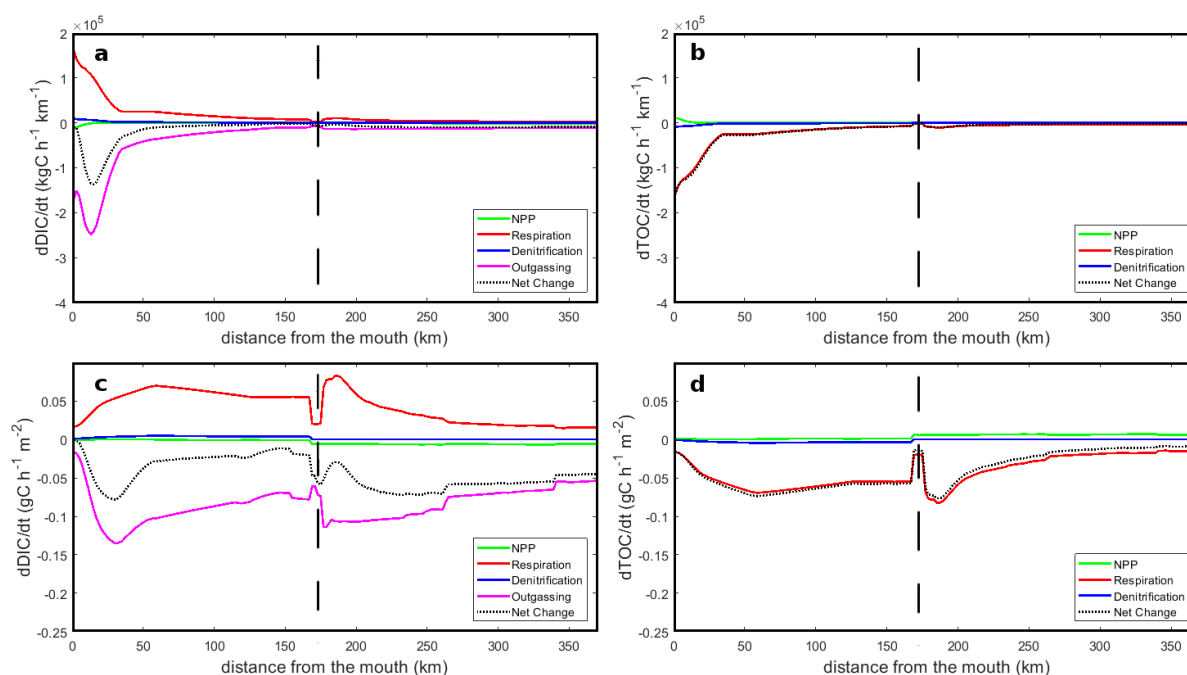 ×10⁵
a
2
1
0
-1
-2
-3
-4
dDIC/dt (kgC h⁻¹ km⁻¹)
0 50 100 150 200 250 300 350
distance from the mouth (km)
NPP
Respiration
Denitrification
Outgassing
Net Change
×10⁵
b
2
1
0
-1
-2
-3
-4
dTOC/dt (kgC h⁻¹ km⁻¹)
0 50 100 150 200 250 300 350
distance from the mouth (km)
NPP
Respiration
Denitrification
Net Change
c
0.05
0
-0.05
-0.1
-0.15
-0.2
-0.25
dDIC/dt (gC h⁻¹ m⁻²)
0 50 100 150 200 250 300 350
distance from the mouth (km)
NPP
Respiration
Denitrification
Outgassing
Net Change
d
0.05
0
-0.05
-0.1
-0.15
-0.2
-0.25
dTOC/dt (gC h⁻¹ m⁻²)
0 50 100 150 200 250 300 350
distance from the mouth (km)
NPP
Respiration
Denitrification
Net Change